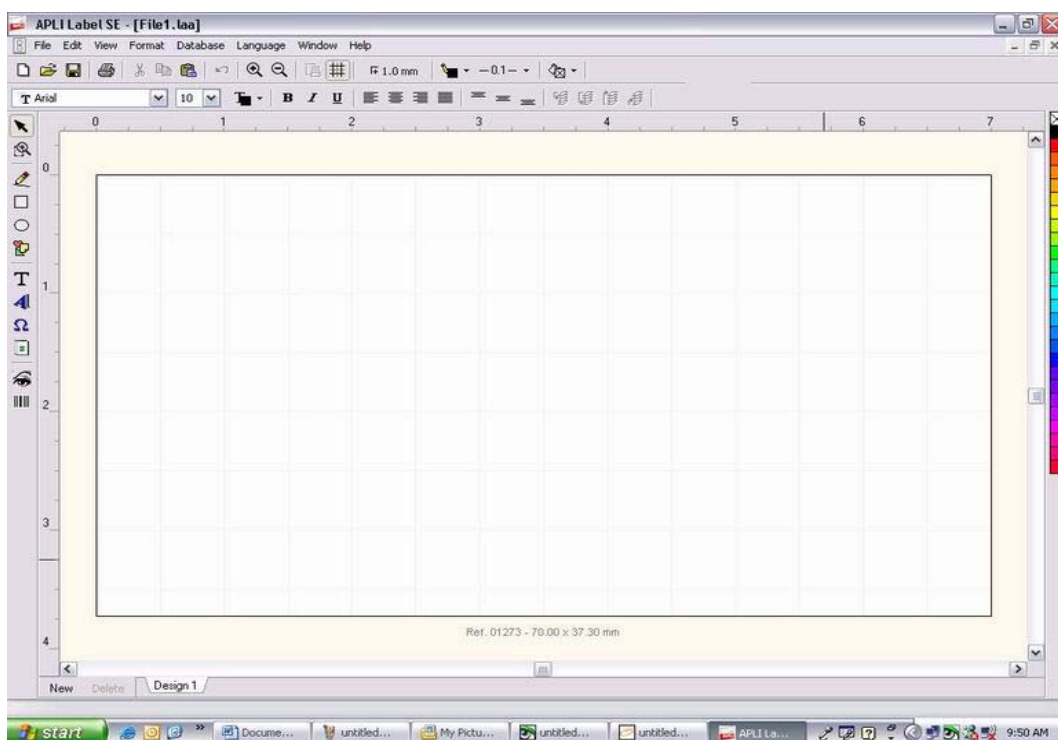 APLI Label SE - [File1.laa]
File Edit View Format Database Language Window Help
1.0 mm 0.1
Arial 10 B I U
0 1 2 3 4 5 6 7
0
1
2
3
4
Ref. 01273 - 70.00 x 37.30 mm
New Delete Design 1
start Docume... untitled... My Pictu... untitled... untitled... APLI La... 9:50 AM